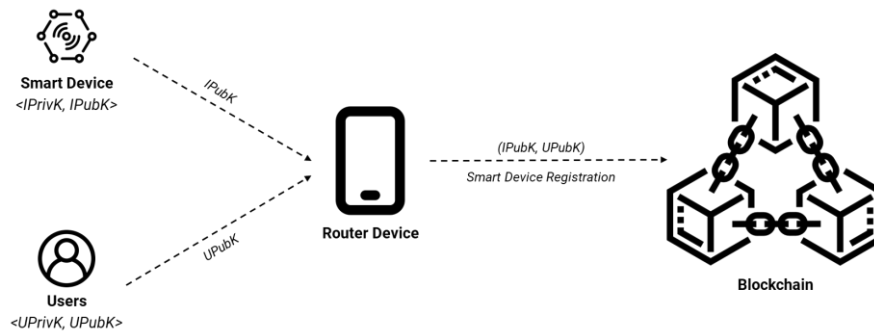 Smart Device
<IPrivK, IPubK>
IPubK
Users
<UPrivK, UPubK>
UPubK
Router Device
(IPubK, UPubK)
Smart Device Registration
Blockchain